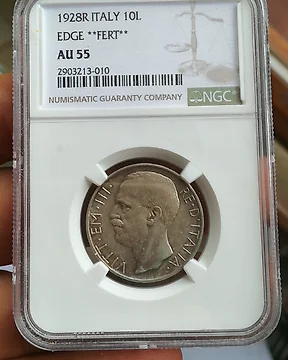 1928R ITALY 10L
EDGE **FERT**
AU 55
2903213-010
NUMISMATIC GUARANTY COMPANY
NGC
VITT·EM·III·
RE·D'ITALIA·